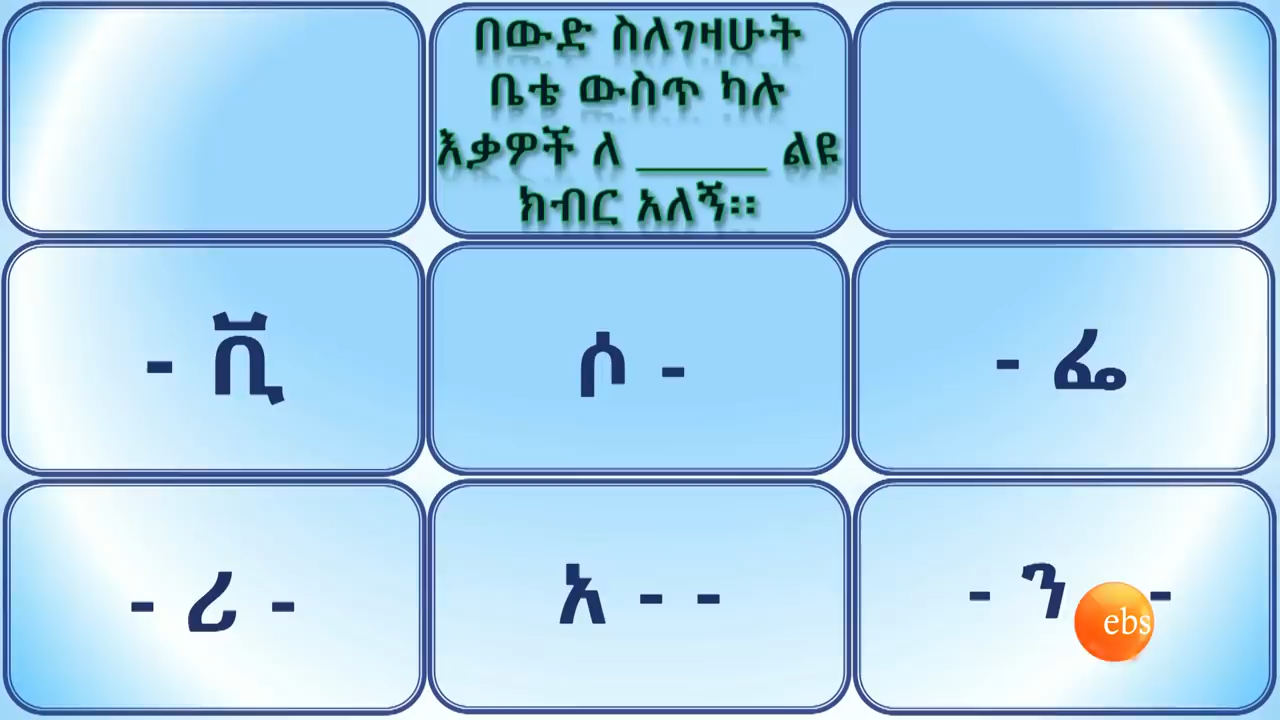 በውድ ስለገዛሁት
ቤቴ ውስጥ ካሉ
እቃዎች ለ ______ ልዩ
ክብር አለኝ፡፡
- ቪ
ሶ -
- ፌ
- ሪ -
አ - -
- ን -
ebs